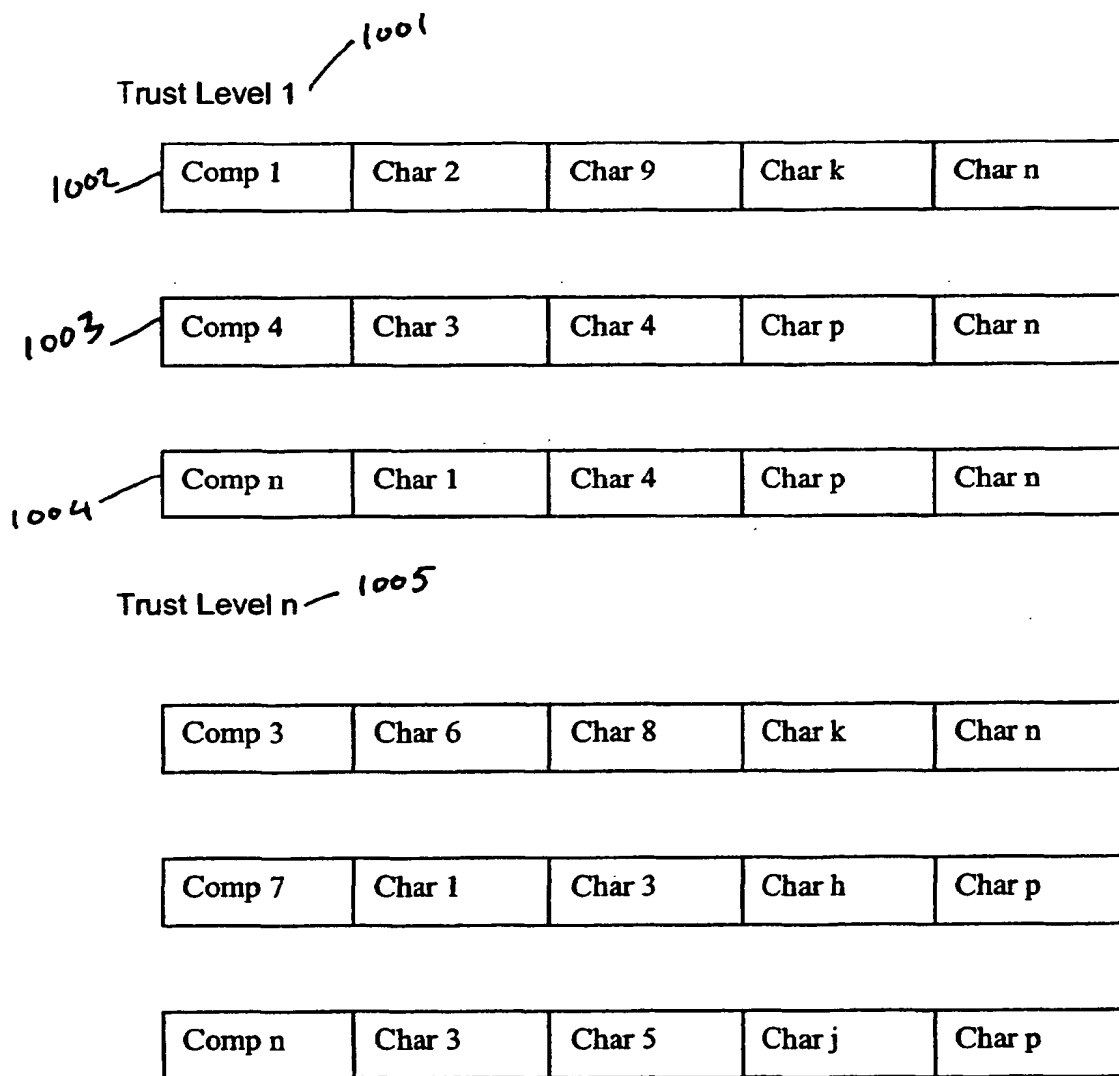 1001
Trust Level 1
1002 Comp 1 Char 2 Char 9 Char k Char n
1003 Comp 4 Char 3 Char 4 Char p Char n
1004 Comp n Char 1 Char 4 Char p Char n
Trust Level n 1005
Comp 3 Char 6 Char 8 Char k Char n
Comp 7 Char 1 Char 3 Char h Char p
Comp n Char 3 Char 5 Char j Char p